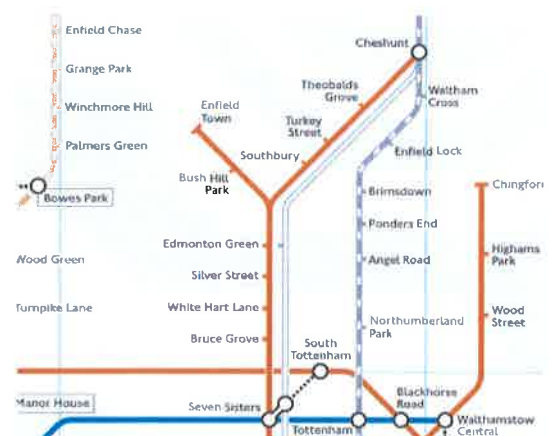 Enfield Chase
Grange Park
Winchmore Hill
Palmers Green
Bowes Park
Wood Green
Turnpike Lane
Manor House
Enfield
Town
Bush Hill
Park
Cheshunt
Theobalds
Grove
Turkey
Street
Southbury
Edmonton Green
Silver Street
White Hart Lane
Bruce Grove
South
Tottenham
Seven Sisters
Tottenham
Waltham
Cross
Enfield Lock
Brimsdown
Ponders End
Angel Road
Northumberland
Park
Blackhorse
Road
Chingford
Highams
Park
Wood
Street
Walthamstow
Central